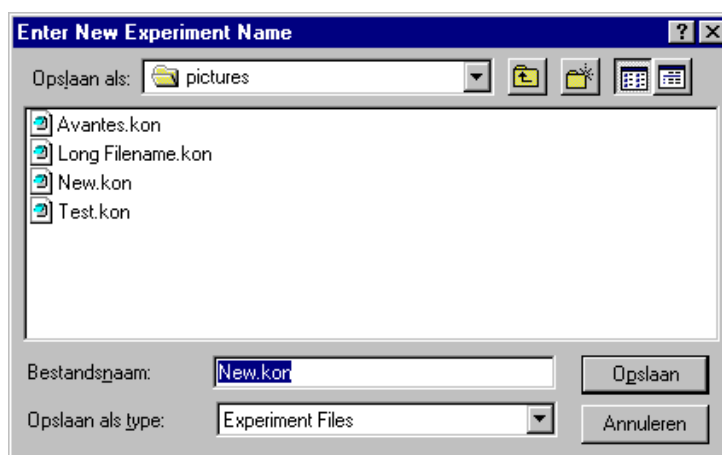 Enter New Experiment Name
Opslaan als: pictures
Avantes.kon
Long Filename.kon
New.kon
Test.kon
Bestandsnaam: New.kon Opslaan
Opslaan als type: Experiment Files Annuleren